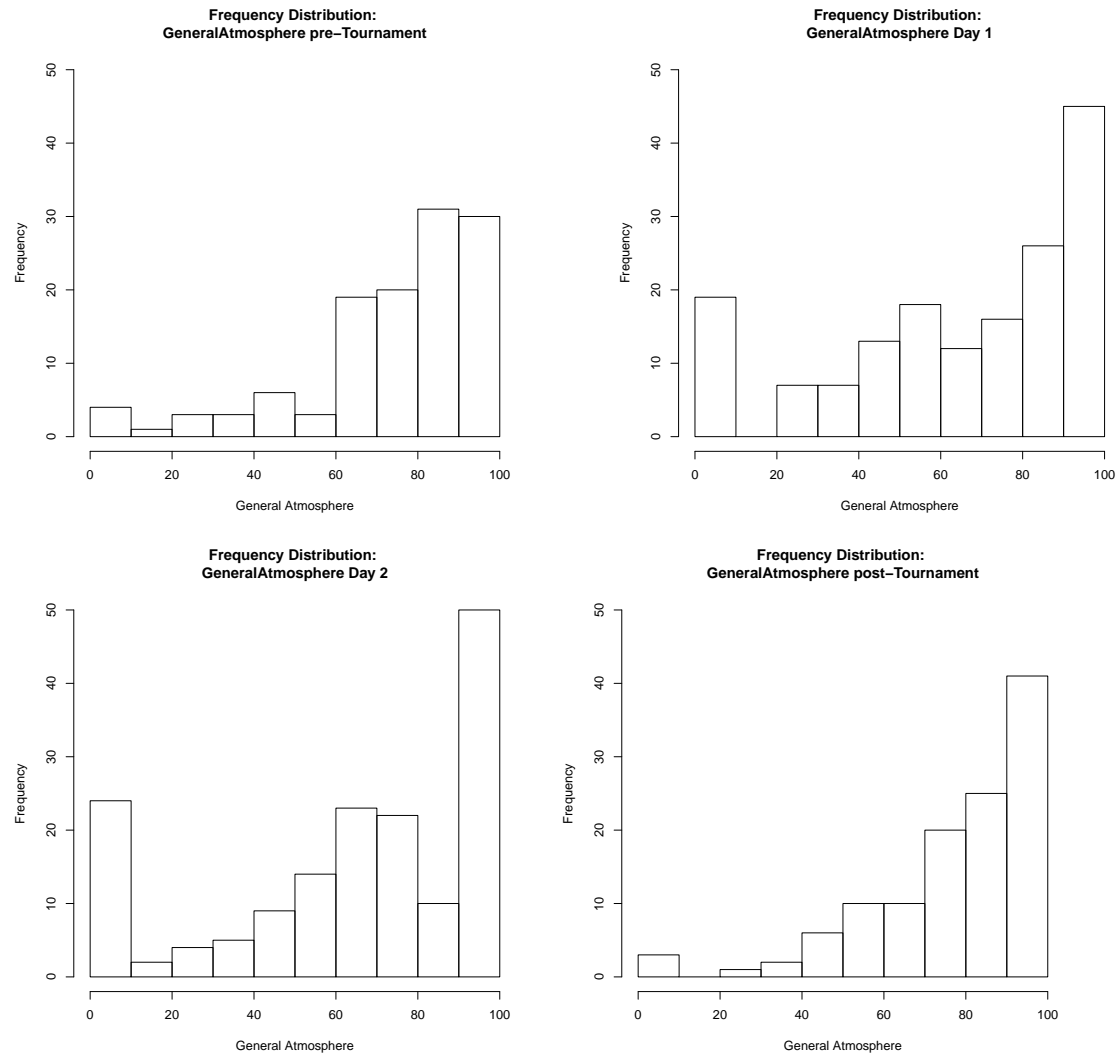 Frequency Distribution:
GeneralAtmosphere pre−Tournament
Frequency
0
10
20
30
40
50
0 20 40 60 80 100
General Atmosphere
Frequency Distribution:
GeneralAtmosphere Day 1
Frequency
0
10
20
30
40
50
0 20 40 60 80 100
General Atmosphere
Frequency Distribution:
GeneralAtmosphere Day 2
Frequency
0
10
20
30
40
50
0 20 40 60 80 100
General Atmosphere
Frequency Distribution:
GeneralAtmosphere post−Tournament
Frequency
0
10
20
30
40
50
0 20 40 60 80 100
General Atmosphere